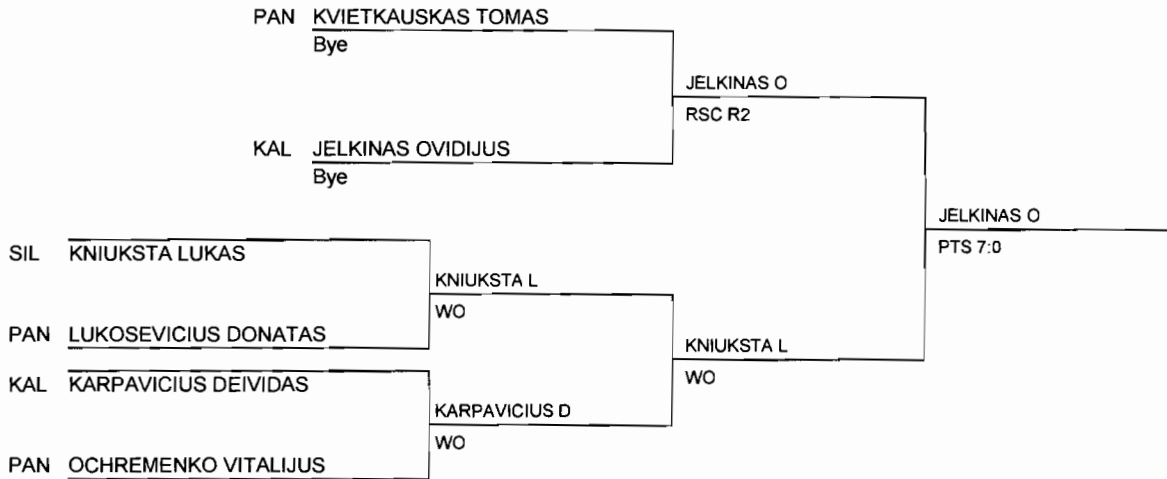 PAN KVIETKAUSKAS TOMAS
Bye
JELKINAS O
RSC R2
KAL JELKINAS OVIDIJUS
Bye
JELKINAS O
PTS 7:0
SIL KNIUKSTA LUKAS
KNIUKSTA L
WO
PAN LUKOSEVICIUS DONATAS
KNIUKSTA L
WO
KAL KARPAVICIUS DEIVIDAS
KARPAVICIUS D
WO
PAN OCHREMENKO VITALIJUS